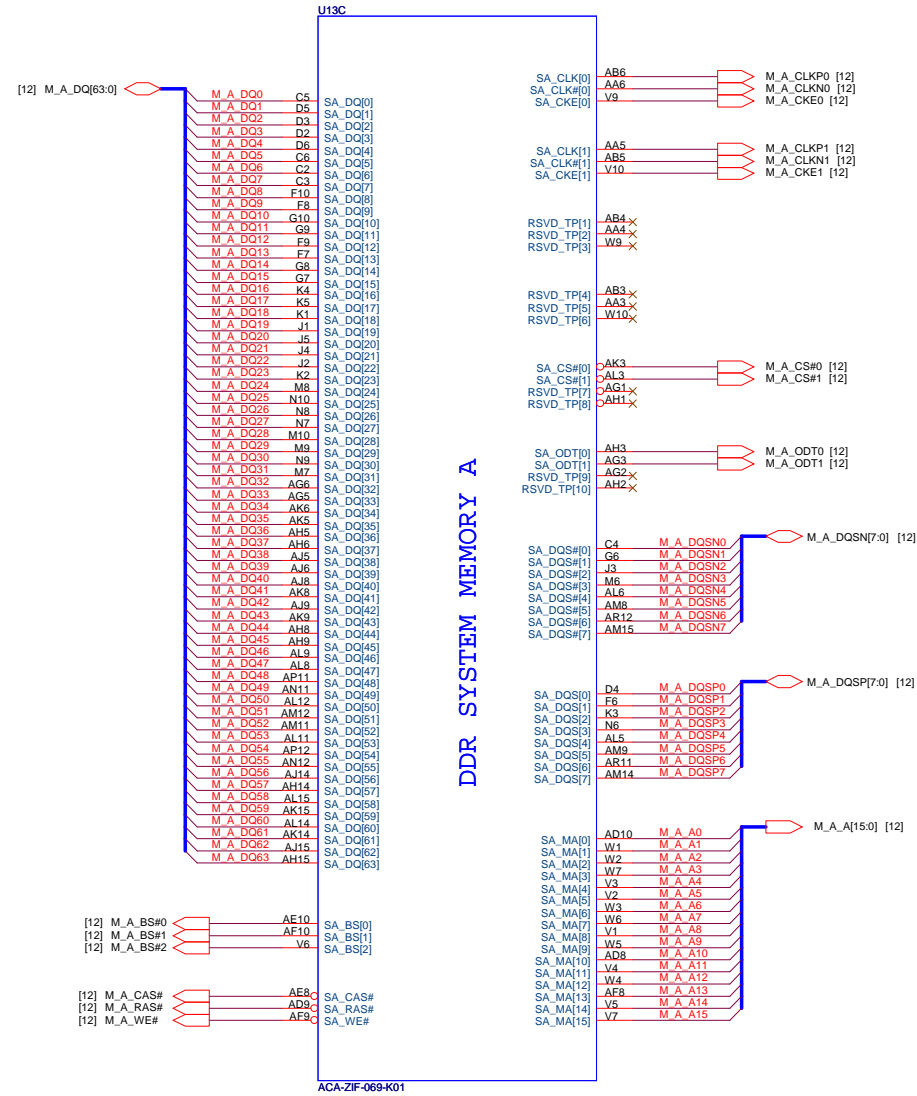 U13C
[12] M_A_DQ[63:0]
M_A_DQ0 C5 SA_DQ[0]
M_A_DQ1 D5 SA_DQ[1]
M_A_DQ2 D3 SA_DQ[2]
M_A_DQ3 D2 SA_DQ[3]
M_A_DQ4 D6 SA_DQ[4]
M_A_DQ5 C6 SA_DQ[5]
M_A_DQ6 C2 SA_DQ[6]
M_A_DQ7 C3 SA_DQ[7]
M_A_DQ8 F10 SA_DQ[8]
M_A_DQ9 F8 SA_DQ[9]
M_A_DQ10 G10 SA_DQ[10]
M_A_DQ11 G9 SA_DQ[11]
M_A_DQ12 F9 SA_DQ[12]
M_A_DQ13 F7 SA_DQ[13]
M_A_DQ14 G8 SA_DQ[14]
M_A_DQ15 G7 SA_DQ[15]
M_A_DQ16 K4 SA_DQ[16]
M_A_DQ17 K5 SA_DQ[17]
M_A_DQ18 K1 SA_DQ[18]
M_A_DQ19 J1 SA_DQ[19]
M_A_DQ20 J5 SA_DQ[20]
M_A_DQ21 J4 SA_DQ[21]
M_A_DQ22 J2 SA_DQ[22]
M_A_DQ23 K2 SA_DQ[23]
M_A_DQ24 M8 SA_DQ[24]
M_A_DQ25 N10 SA_DQ[25]
M_A_DQ26 N8 SA_DQ[26]
M_A_DQ27 N7 SA_DQ[27]
M_A_DQ28 M10 SA_DQ[28]
M_A_DQ29 M9 SA_DQ[29]
M_A_DQ30 N9 SA_DQ[30]
M_A_DQ31 M7 SA_DQ[31]
M_A_DQ32 AG6 SA_DQ[32]
M_A_DQ33 AG5 SA_DQ[33]
M_A_DQ34 AK6 SA_DQ[34]
M_A_DQ35 AK5 SA_DQ[35]
M_A_DQ36 AH5 SA_DQ[36]
M_A_DQ37 AH6 SA_DQ[37]
M_A_DQ38 AJ5 SA_DQ[38]
M_A_DQ39 AJ6 SA_DQ[39]
M_A_DQ40 AJ8 SA_DQ[40]
M_A_DQ41 AK8 SA_DQ[41]
M_A_DQ42 AJ9 SA_DQ[42]
M_A_DQ43 AK9 SA_DQ[43]
M_A_DQ44 AH8 SA_DQ[44]
M_A_DQ45 AH9 SA_DQ[45]
M_A_DQ46 AL9 SA_DQ[46]
M_A_DQ47 AL8 SA_DQ[47]
M_A_DQ48 AP11 SA_DQ[48]
M_A_DQ49 AN11 SA_DQ[49]
M_A_DQ50 AL12 SA_DQ[50]
M_A_DQ51 AM12 SA_DQ[51]
M_A_DQ52 AM11 SA_DQ[52]
M_A_DQ53 AL11 SA_DQ[53]
M_A_DQ54 AP12 SA_DQ[54]
M_A_DQ55 AN12 SA_DQ[55]
M_A_DQ56 AJ14 SA_DQ[56]
M_A_DQ57 AH14 SA_DQ[57]
M_A_DQ58 AL15 SA_DQ[58]
M_A_DQ59 AK15 SA_DQ[59]
M_A_DQ60 AL14 SA_DQ[60]
M_A_DQ61 AK14 SA_DQ[61]
M_A_DQ62 AJ15 SA_DQ[62]
M_A_DQ63 AH15 SA_DQ[63]
[12] M_A_BS#0 AE10 SA_BS[0]
[12] M_A_BS#1 AF10 SA_BS[1]
[12] M_A_BS#2 V6 SA_BS[2]
[12] M_A_CAS# AE8 SA_CAS#
[12] M_A_RAS# AD9 SA_RAS#
[12] M_A_WE# AF9 SA_WE#
DDR SYSTEM MEMORY A
SA_CLK[0] AB6 M_A_CLKP0 [12]
SA_CLK#[0] AA6 M_A_CLKN0 [12]
SA_CKE[0] V9 M_A_CKE0 [12]
SA_CLK[1] AA5 M_A_CLKP1 [12]
SA_CLK#[1] AB5 M_A_CLKN1 [12]
SA_CKE[1] V10 M_A_CKE1 [12]
RSVD_TP[1] AB4
RSVD_TP[2] AA4
RSVD_TP[3] W9
RSVD_TP[4] AB3
RSVD_TP[5] AA3
RSVD_TP[6] W10
SA_CS#[0] AK3 M_A_CS#0 [12]
SA_CS#[1] AL3 M_A_CS#1 [12]
RSVD_TP[7] AG1
RSVD_TP[8] AH1
SA_ODT[0] AH3 M_A_ODT0 [12]
SA_ODT[1] AG3 M_A_ODT1 [12]
RSVD_TP[9] AG2
RSVD_TP[10] AH2
M_A_DQSN[7:0] [12]
SA_DQS#[0] C4 M_A_DQSN0
SA_DQS#[1] G6 M_A_DQSN1
SA_DQS#[2] J3 M_A_DQSN2
SA_DQS#[3] M6 M_A_DQSN3
SA_DQS#[4] AL6 M_A_DQSN4
SA_DQS#[5] AM8 M_A_DQSN5
SA_DQS#[6] AR12 M_A_DQSN6
SA_DQS#[7] AM15 M_A_DQSN7
M_A_DQSP[7:0] [12]
SA_DQS[0] D4 M_A_DQSP0
SA_DQS[1] F6 M_A_DQSP1
SA_DQS[2] K3 M_A_DQSP2
SA_DQS[3] N6 M_A_DQSP3
SA_DQS[4] AL5 M_A_DQSP4
SA_DQS[5] AM9 M_A_DQSP5
SA_DQS[6] AR11 M_A_DQSP6
SA_DQS[7] AM14 M_A_DQSP7
M_A_A[15:0] [12]
SA_MA[0] AD10 M_A_A0
SA_MA[1] W1 M_A_A1
SA_MA[2] W2 M_A_A2
SA_MA[3] W7 M_A_A3
SA_MA[4] V3 M_A_A4
SA_MA[5] V2 M_A_A5
SA_MA[6] W3 M_A_A6
SA_MA[7] W6 M_A_A7
SA_MA[8] V1 M_A_A8
SA_MA[9] W5 M_A_A9
SA_MA[10] AD8 M_A_A10
SA_MA[11] V4 M_A_A11
SA_MA[12] W4 M_A_A12
SA_MA[13] AF8 M_A_A13
SA_MA[14] V5 M_A_A14
SA_MA[15] V7 M_A_A15
ACA-ZIF-069-K01